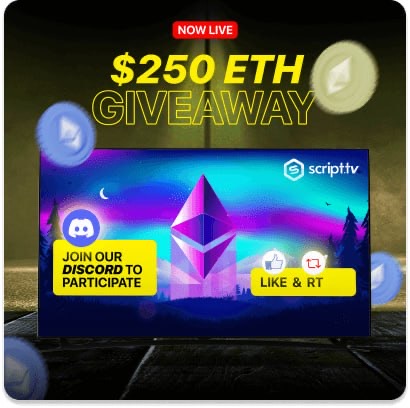 NOW LIVE
$250 ETH
GIVEAWAY
script.tv
JOIN OUR
DISCORD TO
PARTICIPATE
LIKE & RT